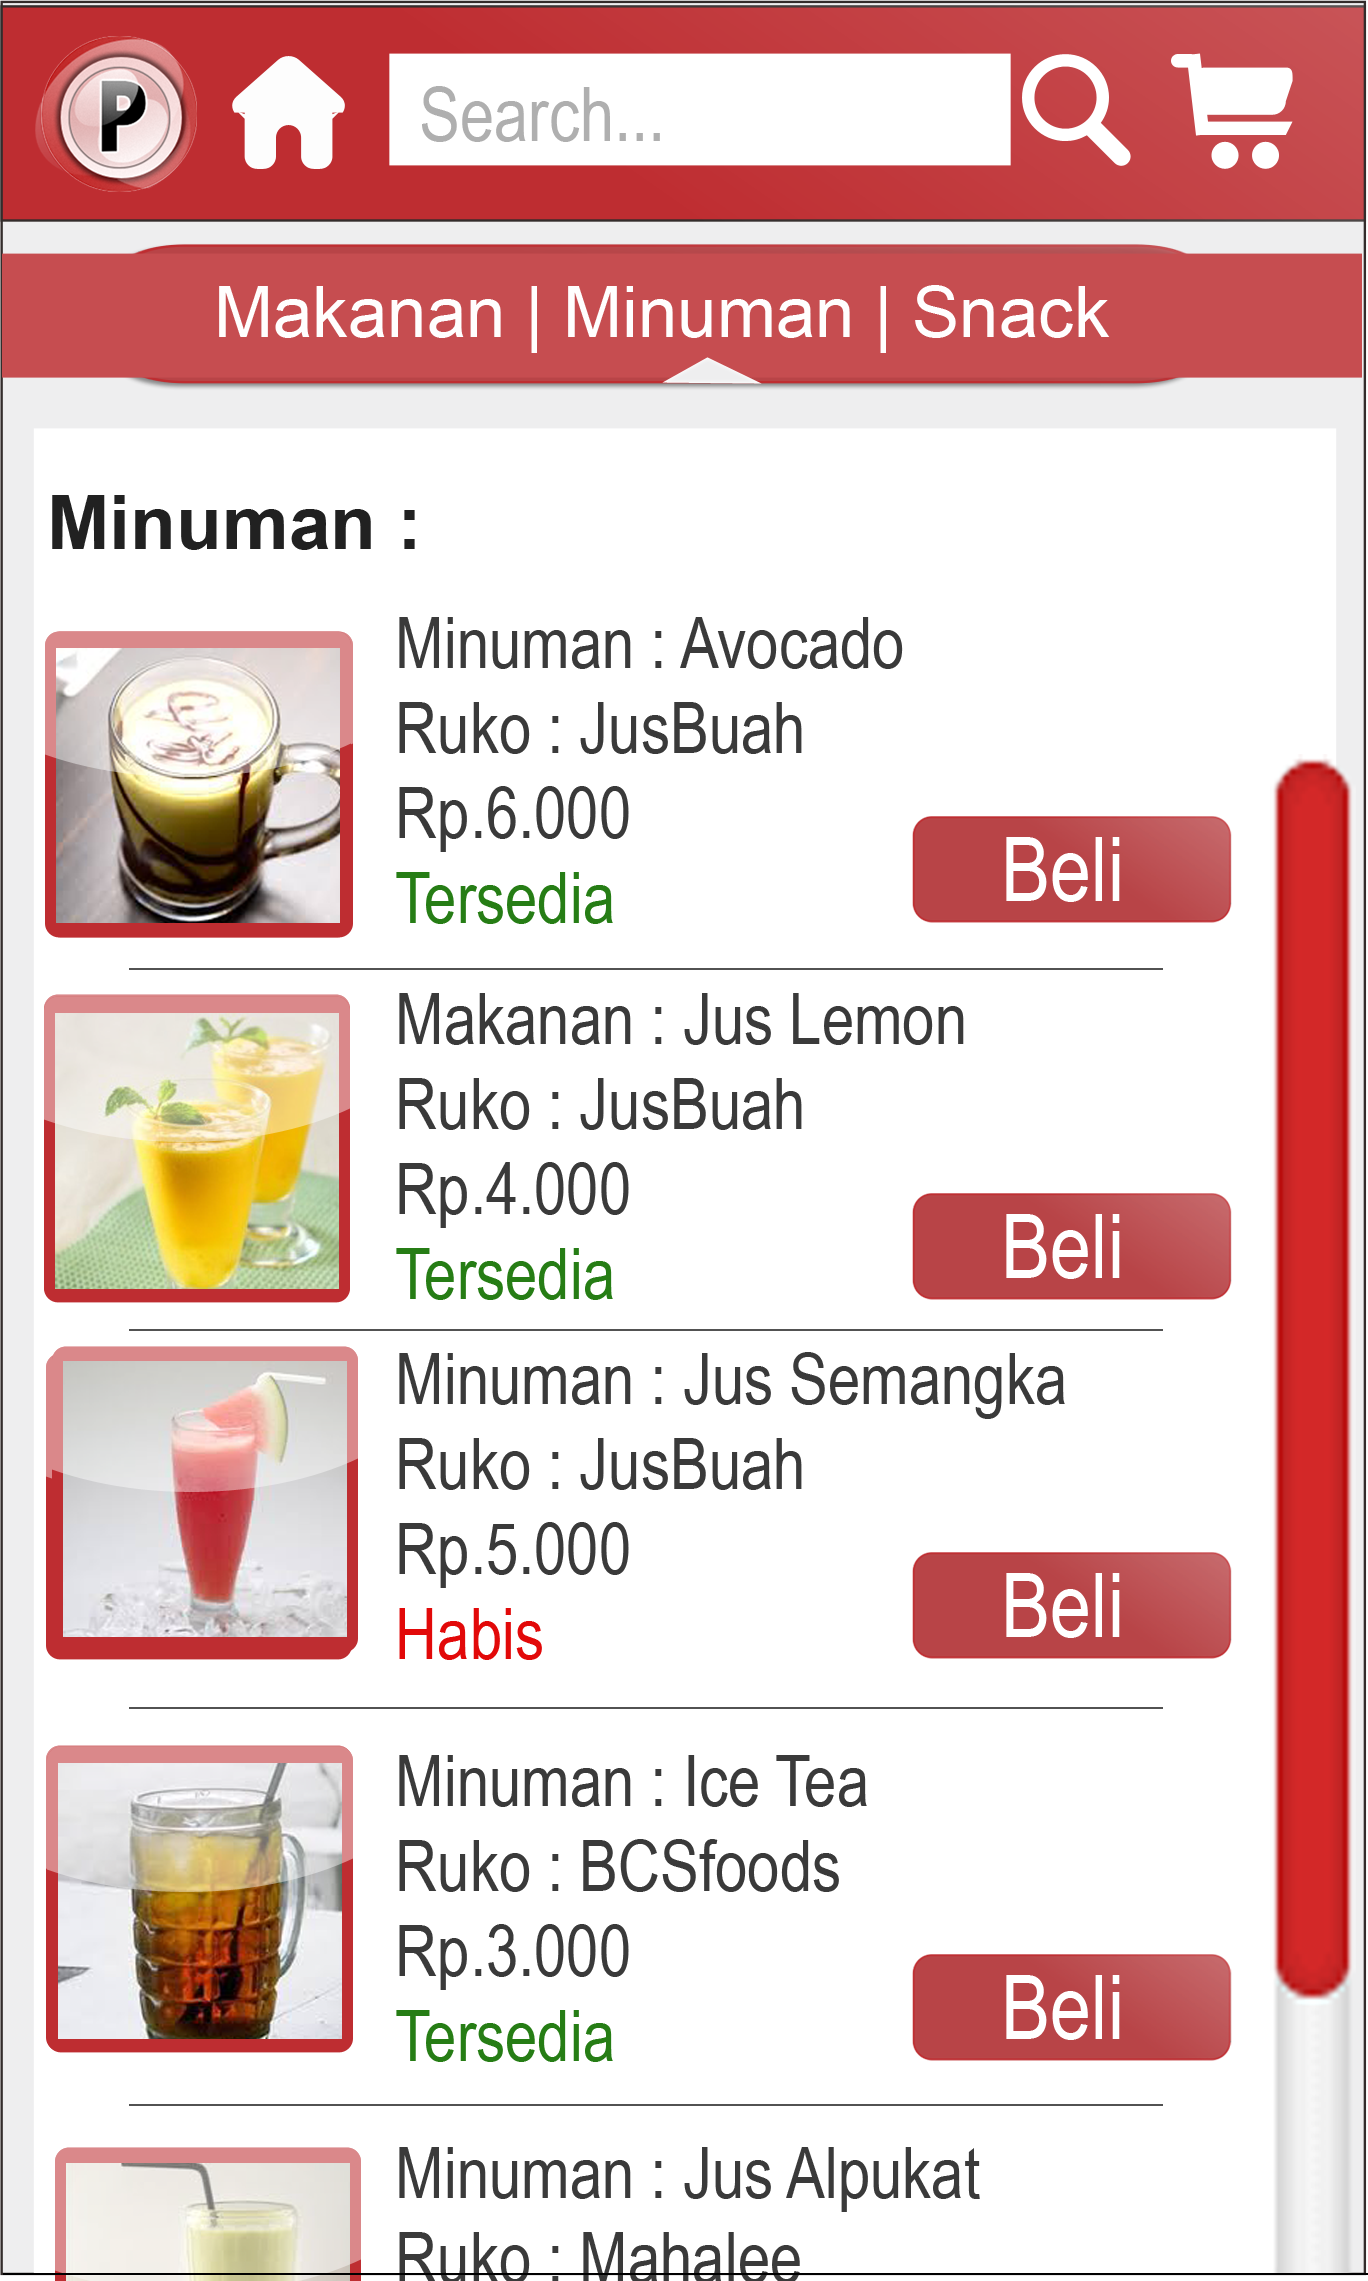 P
Search...
Makanan | Minuman | Snack
Minuman :
Minuman : Avocado
Ruko : JusBuah
Rp.6.000
Tersedia
Beli
Makanan : Jus Lemon
Ruko : JusBuah
Rp.4.000
Tersedia
Beli
Minuman : Jus Semangka
Ruko : JusBuah
Rp.5.000
Habis
Beli
Minuman : Ice Tea
Ruko : BCSfoods
Rp.3.000
Tersedia
Beli
Minuman : Jus Alpukat
Ruko : Mahalee